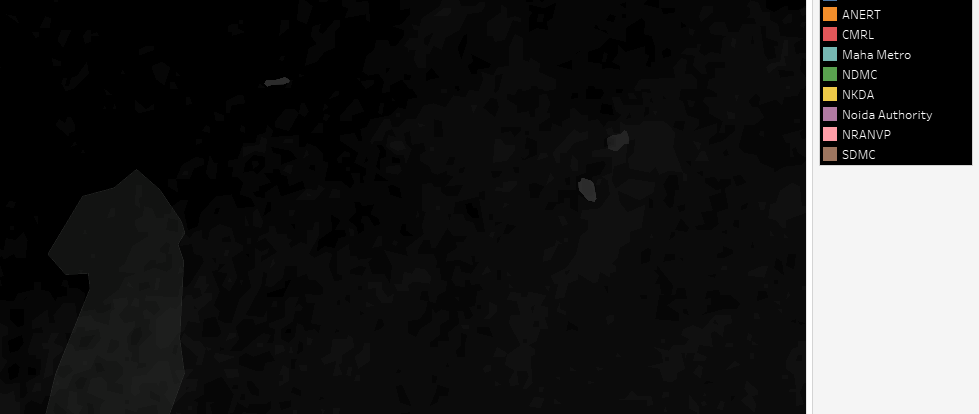 ANERT
CMRL
Maha Metro
NDMC
NKDA
Noida Authority
NRANVP
SDMC